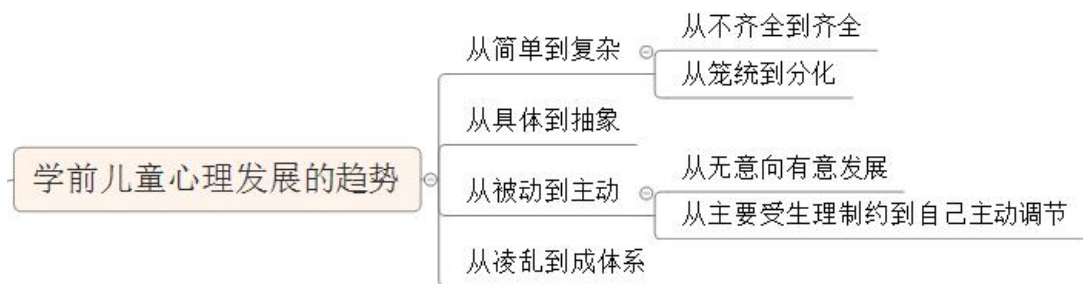 学前儿童心理发展的趋势
从简单到复杂
从不齐全到齐全
从笼统到分化
从具体到抽象
从被动到主动
从无意向有意发展
从主要受生理制约到自己主动调节
从凌乱到成体系